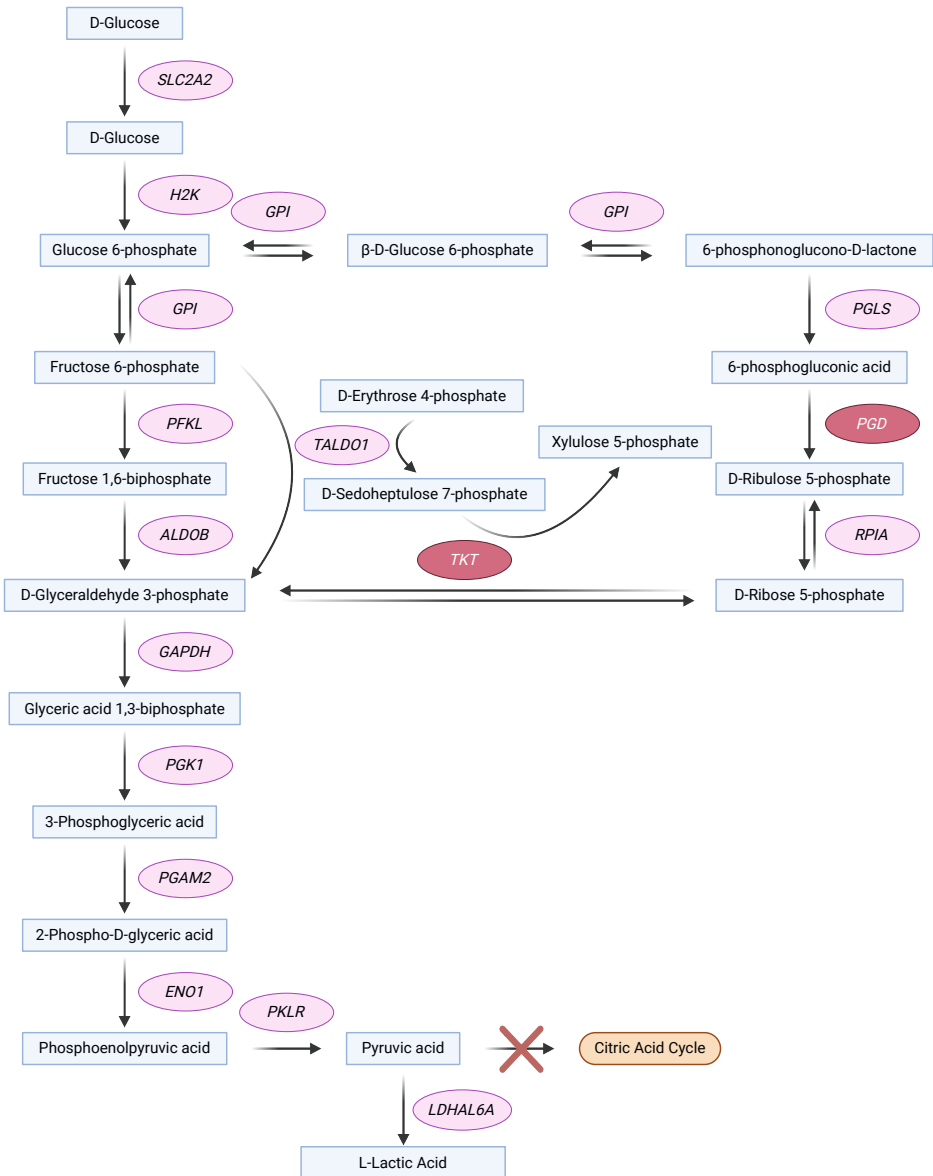 D-Glucose
SLC2A2
D-Glucose
H2K
GPI
GPI
Glucose 6-phosphate
β-D-Glucose 6-phosphate
6-phosphonoglucono-D-lactone
GPI
PGLS
Fructose 6-phosphate
6-phosphogluconic acid
D-Erythrose 4-phosphate
PFKL
TALDO1
Xylulose 5-phosphate
PGD
Fructose 1,6-biphosphate
D-Sedoheptulose 7-phosphate
D-Ribulose 5-phosphate
ALDOB
TKT
RPIA
D-Glyceraldehyde 3-phosphate
D-Ribose 5-phosphate
GAPDH
Glyceric acid 1,3-biphosphate
PGK1
3-Phosphoglyceric acid
PGAM2
2-Phospho-D-glyceric acid
ENO1
PKLR
Phosphoenolpyruvic acid
Pyruvic acid
Citric Acid Cycle
LDHAL6A
L-Lactic Acid